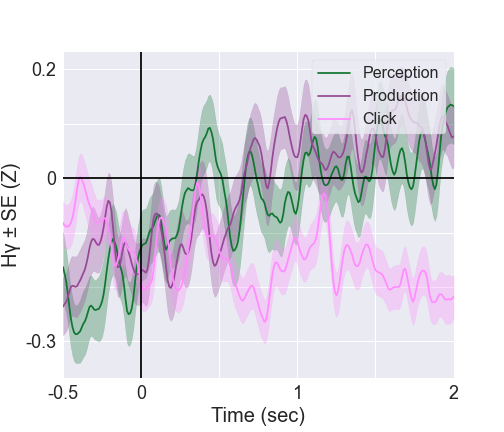 Hγ ± SE (Z)
0.2
0
-0.3
Perception
Production
Click
-0.5 0 1 2
Time (sec)